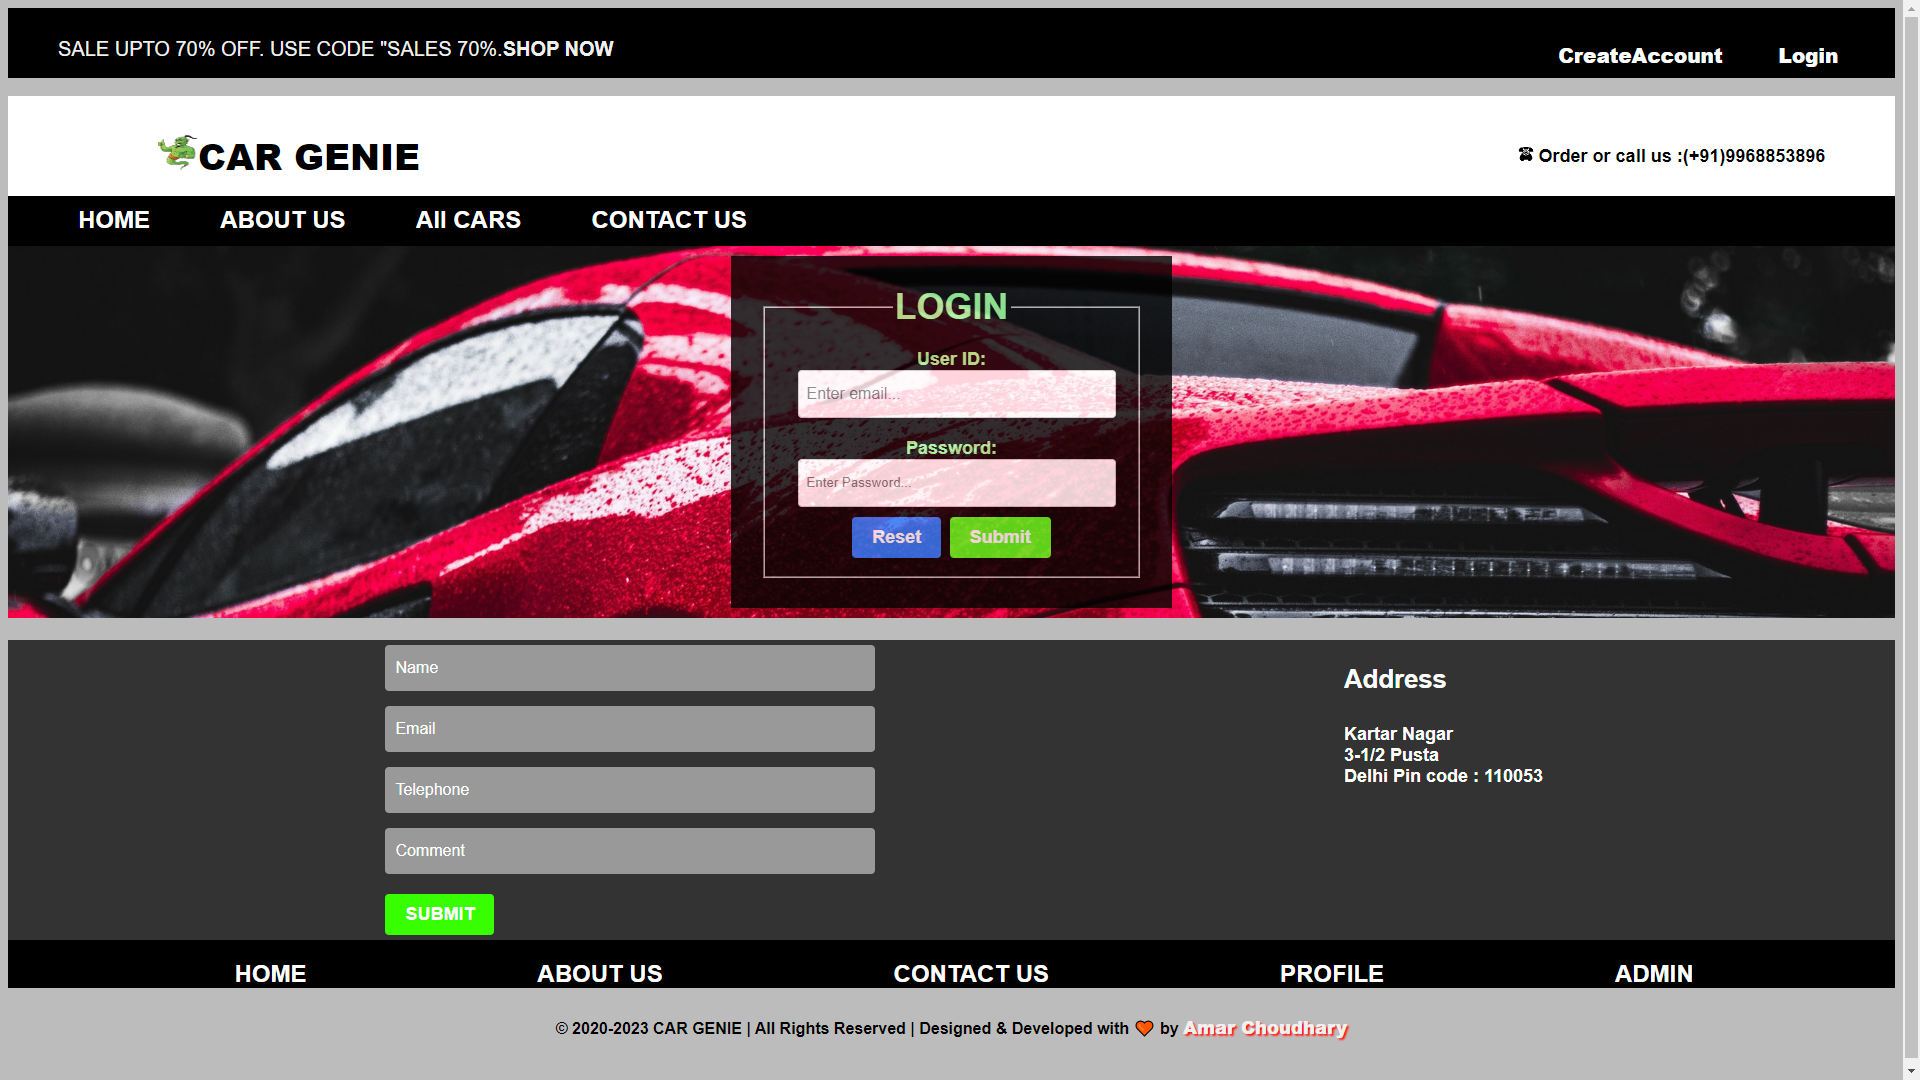 SALE UPTO 70% OFF. USE CODE "SALES 70%.SHOP NOW
CreateAccount Login
CAR GENIE
Order or call us :(+91)9968853896
HOME ABOUT US All CARS CONTACT US
LOGIN
User ID:
Enter email...
Password:
Enter Password...
Reset Submit
Name
Email
Telephone
Comment
SUBMIT
Address
Kartar Nagar
3-1/2 Pusta
Delhi Pin code : 110053
HOME ABOUT US CONTACT US PROFILE ADMIN
© 2020-2023 CAR GENIE | All Rights Reserved | Designed & Developed with 🧡 by Amar Choudhary